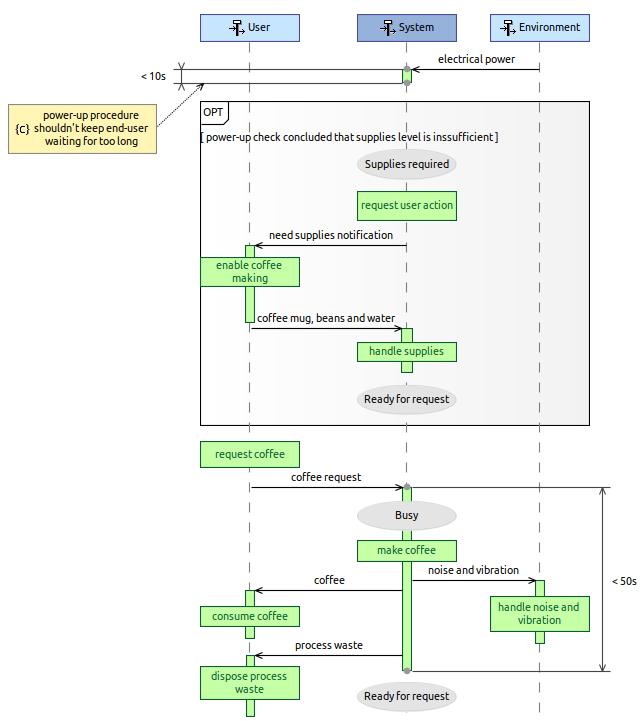 User
System
Environment
electrical power
< 10s
power-up procedure
{c} shouldn't keep end-user
waiting for too long
OPT
[ power-up check concluded that supplies level is inssufficient ]
Supplies required
request user action
need supplies notification
enable coffee
making
coffee mug, beans and water
handle supplies
Ready for request
request coffee
coffee request
Busy
make coffee
noise and vibration
coffee
< 50s
handle noise and
vibration
consume coffee
process waste
dispose process
waste
Ready for request